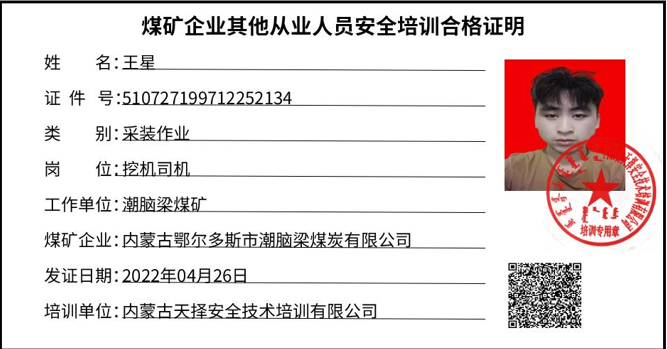 煤矿企业其他从业人员安全培训合格证明
姓 名：王星
证 件 号：510727199712252134
类 别：采装作业
岗 位：挖机司机
工作单位：潮脑梁煤矿
煤矿企业：内蒙古鄂尔多斯市潮脑梁煤炭有限公司
发证日期：2022年04月26日
培训单位：内蒙古天择安全技术培训有限公司
培训专用章